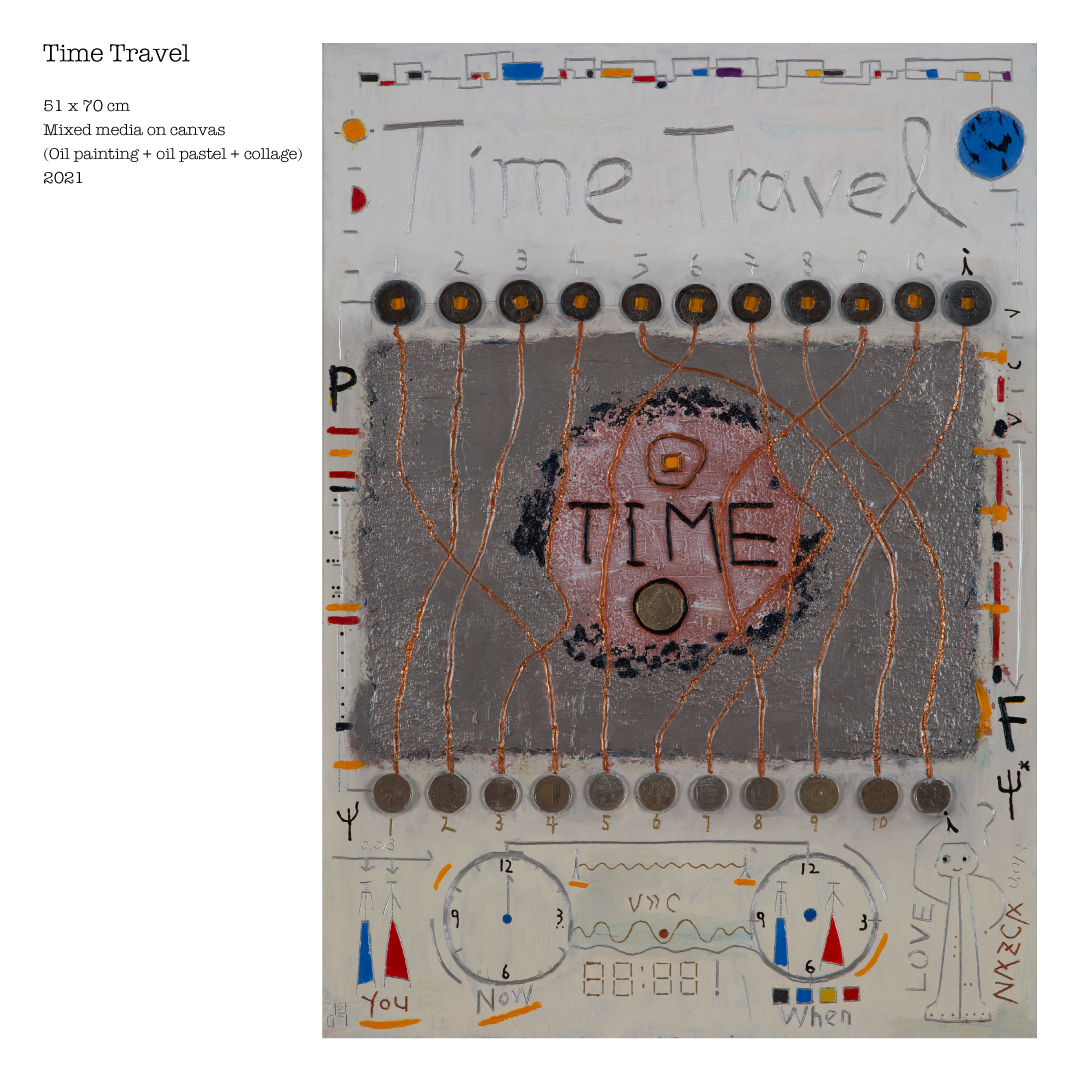 Time Travel
51 x 70 cm
Mixed media on canvas
(Oil painting + oil pastel + collage)
2021
Time Travel
1 2 3 4 5 6 7 8 9 10 i
V
C
V
P
TIME
F
ψ*
ψ
1 2 3 4 5 6 7 8 9 10 i
?
12
3
6
9
12
3
6
9
V»C
88:88!
LOVE
You
Now
When